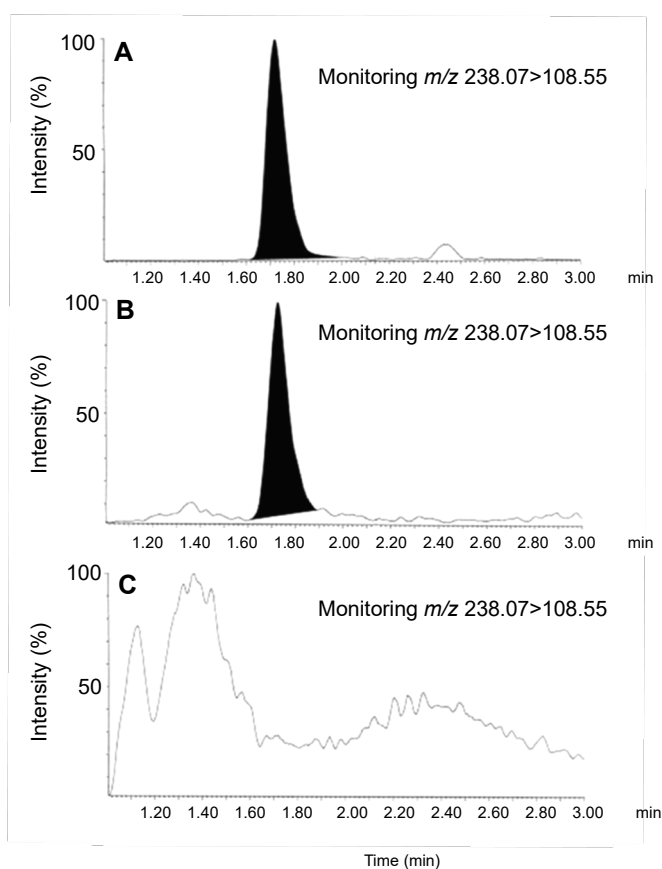 100
A
Monitoring m/z 238.07>108.55
Intensity (%)
50
1.20 1.40 1.60 1.80 2.00 2.20 2.40 2.60 2.80 3.00 min
100
B
Monitoring m/z 238.07>108.55
Intensity (%)
50
1.20 1.40 1.60 1.80 2.00 2.20 2.40 2.60 2.80 3.00 min
100
C
Monitoring m/z 238.07>108.55
Intensity (%)
50
1.20 1.40 1.60 1.80 2.00 2.20 2.40 2.60 2.80 3.00 min
Time (min)